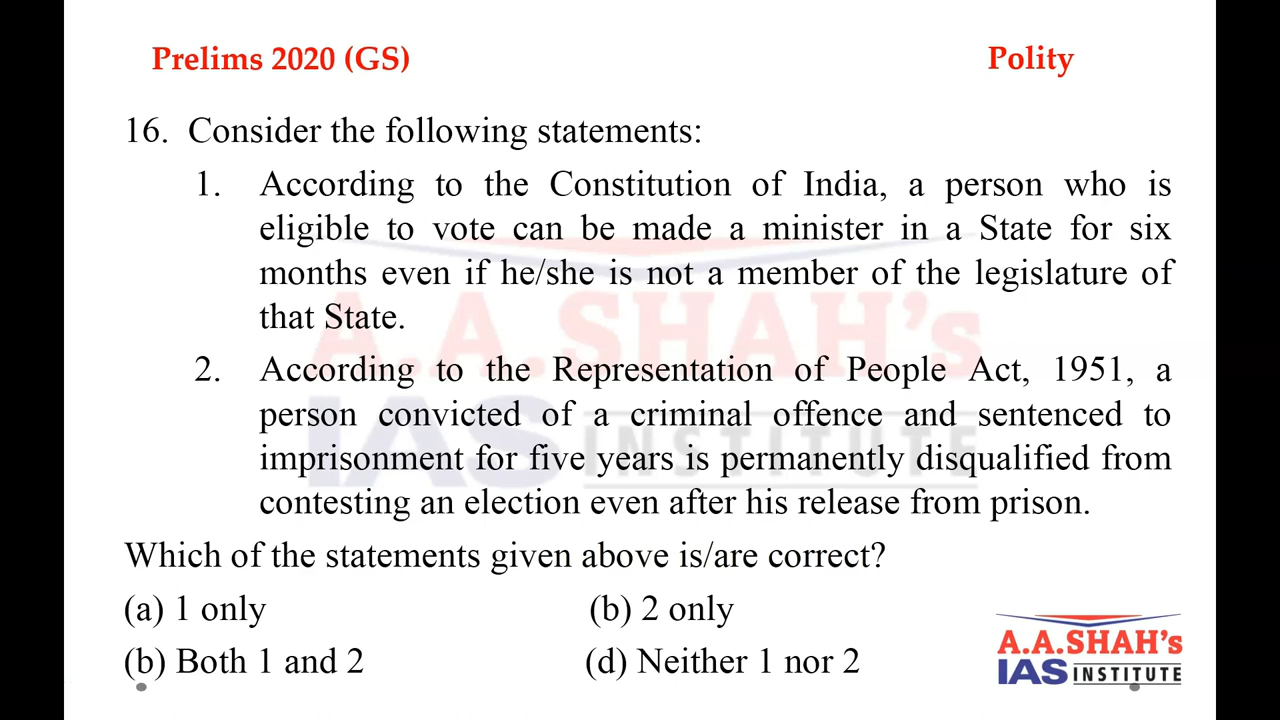 Prelims 2020 (GS) Polity
16. Consider the following statements:
1. According to the Constitution of India, a person who is
eligible to vote can be made a minister in a State for six
months even if he/she is not a member of the legislature of
that State.
2. According to the Representation of People Act, 1951, a
person convicted of a criminal offence and sentenced to
imprisonment for five years is permanently disqualified from
contesting an election even after his release from prison.
Which of the statements given above is/are correct?
(a) 1 only (b) 2 only
(b) Both 1 and 2 (d) Neither 1 nor 2
A.A.SHAH's
IAS INSTITUTE
A.A.SHAH's
IAS INSTITUTE